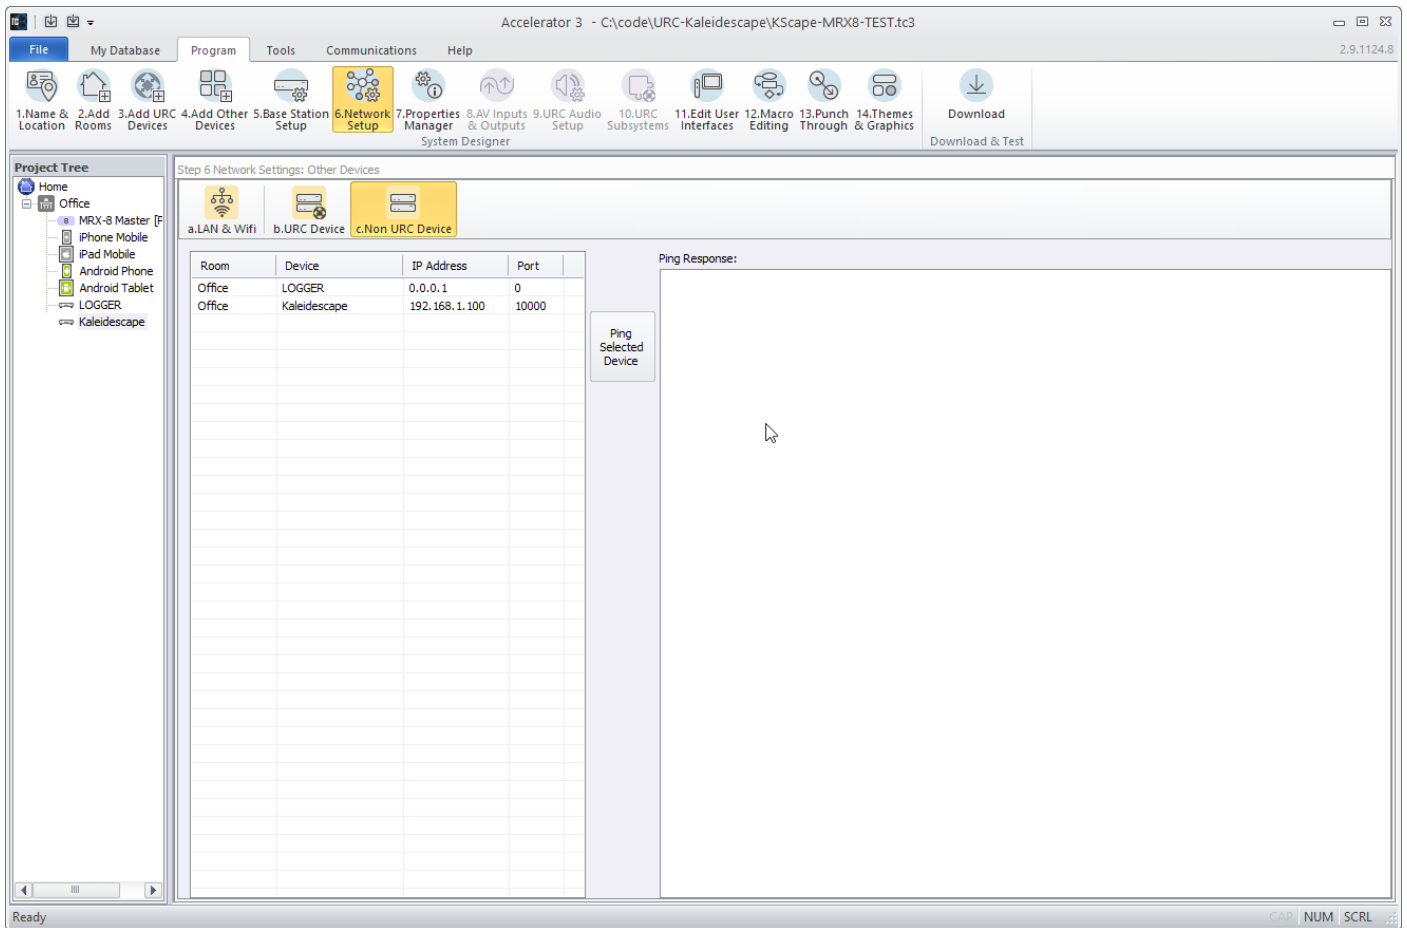 Accelerator 3 - C:\code\URC-Kaleidescape\KScape-MRX8-TEST.tc3
File My Database Program Tools Communications Help 2.9.1124.8
1.Name & Location
2.Add Rooms
3.Add URC Devices
4.Add Other Devices
5.Base Station Setup
6.Network Setup
7.Properties Manager
8.AV Inputs & Outputs
9.URC Audio Setup
10.URC Subsystems
11.Edit User Interfaces
12.Macro Editing
13.Punch Through
14.Themes & Graphics
Download
System Designer
Download & Test
Project Tree
Home
Office
MRX-8 Master [F
iPhone Mobile
iPad Mobile
Android Phone
Android Tablet
LOGGER
Kaleidescape
Step 6 Network Settings: Other Devices
a.LAN & Wifi b.URC Device c.Non URC Device
Room Device IP Address Port
Office LOGGER 0.0.0.1 0
Office Kaleidescape 192.168.1.100 10000
Ping
Selected
Device
Ping Response:
Ready
CAP NUM SCRL